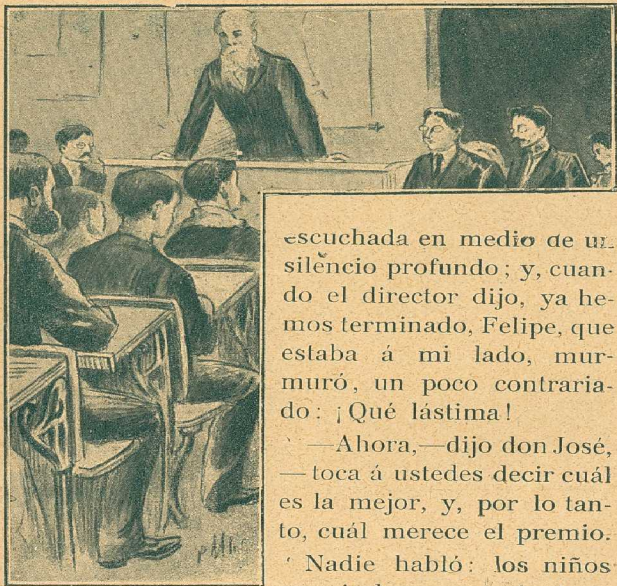 escuchada en medio de un
silencio profundo; y, cuan-
do el director dijo, ya he-
mos terminado, Felipe, que
estaba á mi lado, mur-
muró, un poco contraria-
do: ¡Qué lástima!
—Ahora,—dijo don José,
—toca á ustedes decir cuál
es la mejor, y, por lo tan-
to, cuál merece el premio.
Nadie habló: los niños